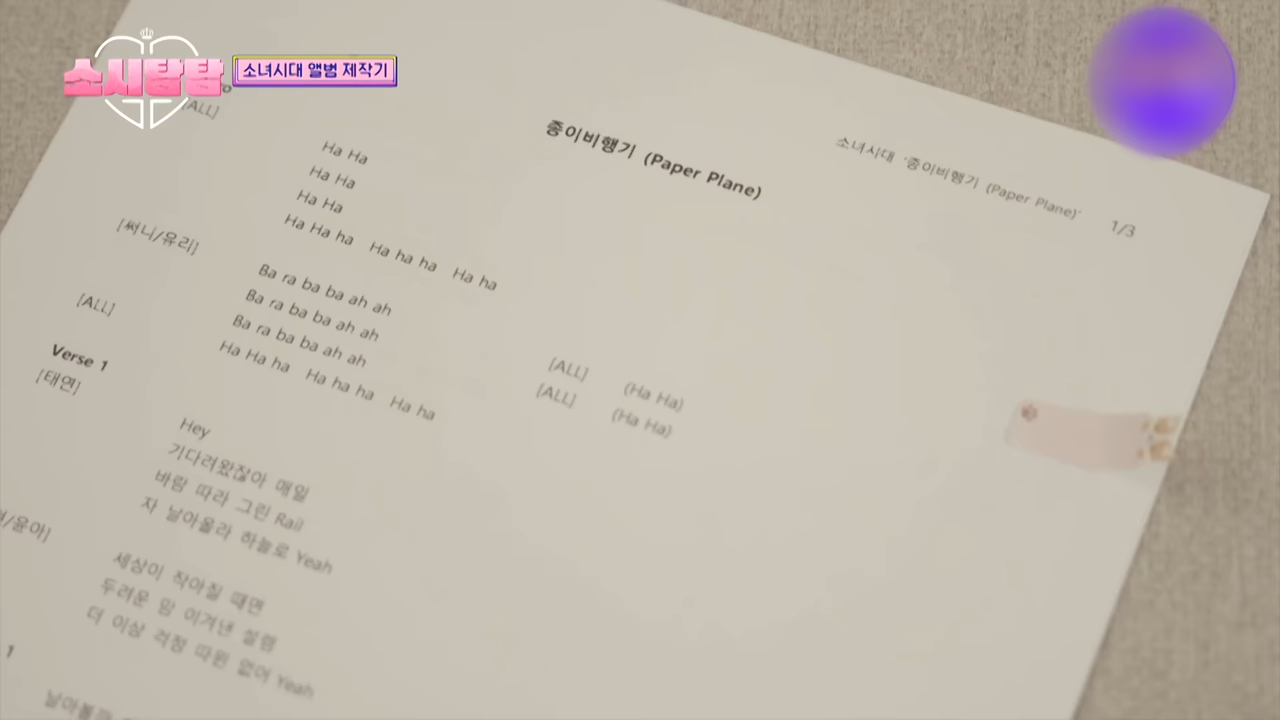 소시탐탐
소녀시대 앨범 제작기
소녀시대 '종이비행기 (Paper Plane)' 1/3
종이비행기 (Paper Plane)
[ALL]
Ha Ha
Ha Ha
Ha Ha
Ha Ha ha Ha ha ha Ha ha
[써니/유리]
Ba ra ba ba ah ah
Ba ra ba ba ah ah [ALL] (Ha Ha)
Ba ra ba ba ah ah [ALL] (Ha Ha)
[ALL]
Ha Ha ha Ha ha ha Ha ha
Verse 1
[태연]
Hey
기다려왔잖아 매일
바람 따라 그린 Rail
자 날아올라 하늘로 Yeah
/윤아]
세상이 작아질 때면
두려운 맘 이겨낸 설렘
더 이상 걱정 따윈 없어 Yeah
1